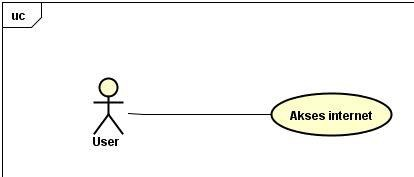 uc
Akses internet
User